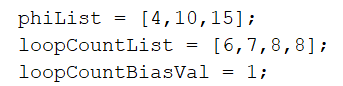 phiList = [4,10,15];
loopCountList = [6,7,8,8];
loopCountBiasVal = 1;